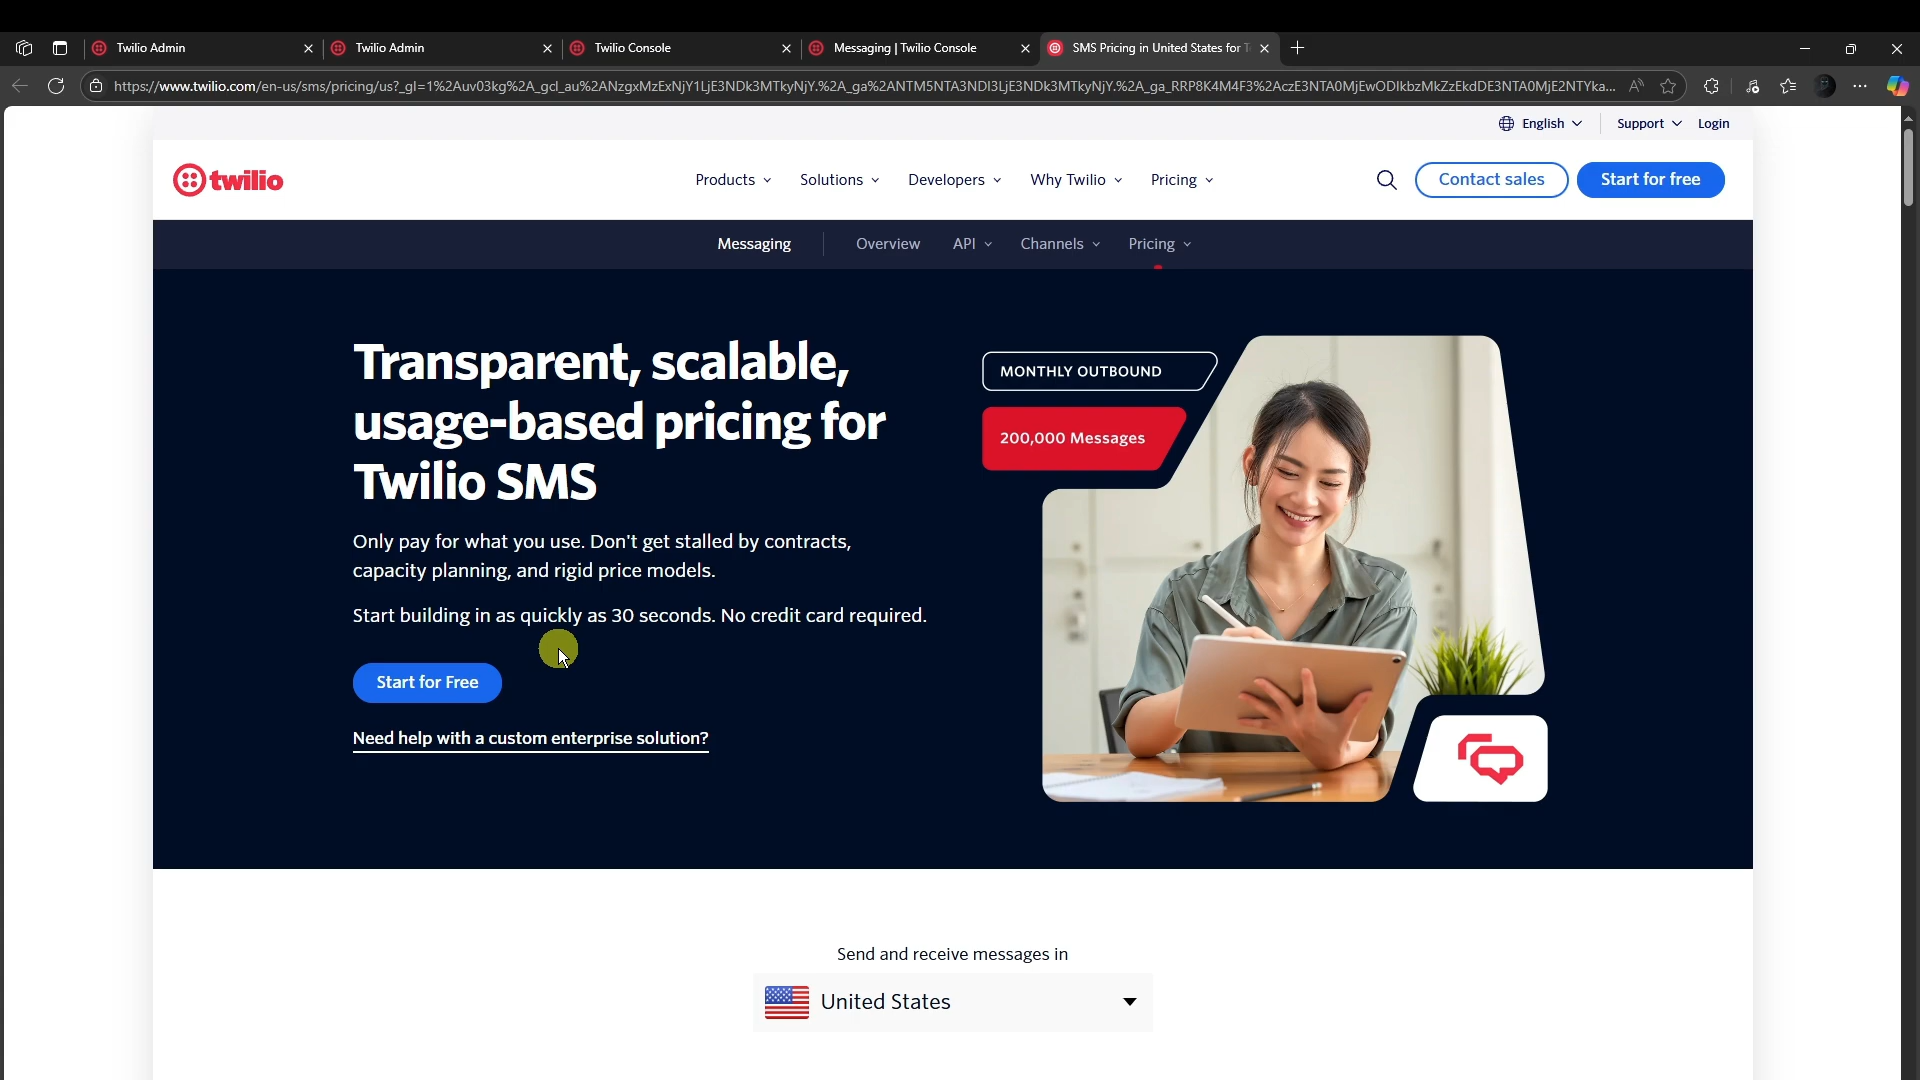 Twilio Admin
Twilio Admin
Twilio Console
Messaging | Twilio Console
SMS Pricing in United States for T
https://www.twilio.com/en-us/sms/pricing/us?_gl=1%2Auv03kg%2A_gcl_au%2ANzgxMzExNjY1LjE3NDk3MTkyNjY.%2A_ga%2ANTM5NTA3NDI3LjE3NDk3MTkyNjY.%2A_ga_RRP8K4M4F3%2AczE3NTA0MjEwODIkbzMkZzEkdDE3NTA0MjE2NTYka...
English
Support
Login
twilio
Products
Solutions
Developers
Why Twilio
Pricing
Contact sales
Start for free
Messaging
Overview
API
Channels
Pricing
Transparent, scalable,
usage-based pricing for
Twilio SMS
Only pay for what you use. Don't get stalled by contracts,
capacity planning, and rigid price models.
Start building in as quickly as 30 seconds. No credit card required.
Start for Free
Need help with a custom enterprise solution?
MONTHLY OUTBOUND
200,000 Messages
Send and receive messages in
United States